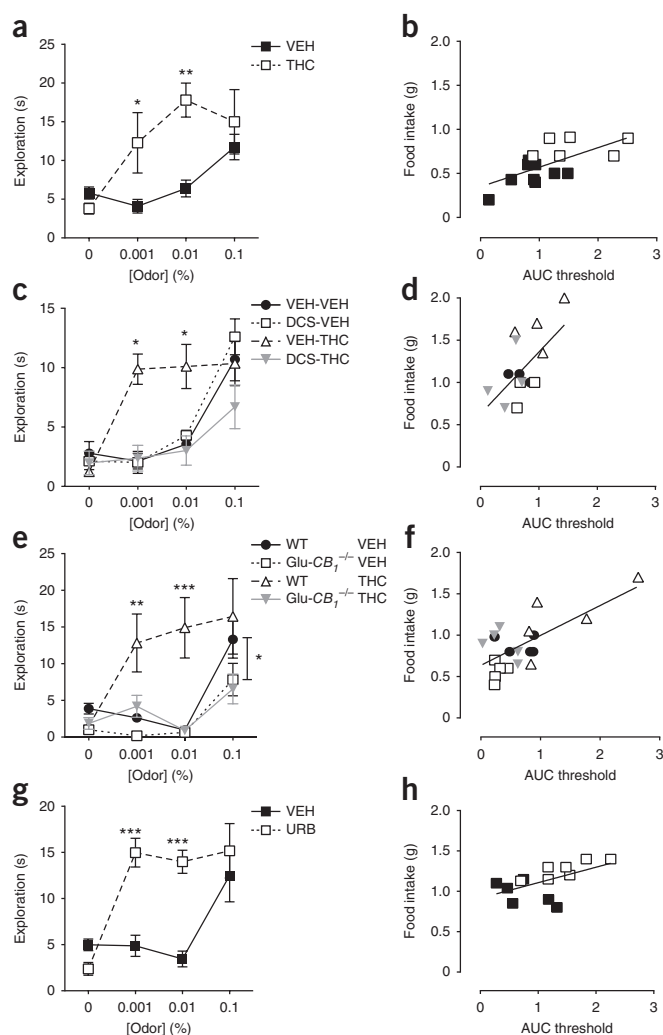 a
VEH
THC
Exploration (s)
25
20
15
10
5
0
*
**
0 0.001 0.01 0.1
[Odor] (%)
b
Food intake (g)
2.0
1.5
1.0
0.5
0
0 1 2 3
AUC threshold
c
VEH-VEH
DCS-VEH
VEH-THC
DCS-THC
Exploration (s)
15
10
5
0
* *
0 0.001 0.01 0.1
[Odor] (%)
d
Food intake (g)
2.0
1.5
1.0
0.5
0
0 1 2 3
AUC threshold
e
WT VEH
Glu-CB₁⁻/⁻ VEH
WT THC
Glu-CB₁⁻/⁻ THC
Exploration (s)
25
20
15
10
5
0
** ***
*
0 0.001 0.01 0.1
[Odor] (%)
f
Food intake (g)
2.0
1.5
1.0
0.5
0
0 1 2 3
AUC threshold
g
VEH
URB
Exploration (s)
20
15
10
5
0
*** ***
0 0.001 0.01 0.1
[Odor] (%)
h
Food intake (g)
2.0
1.5
1.0
0.5
0
0 1 2 3
AUC threshold